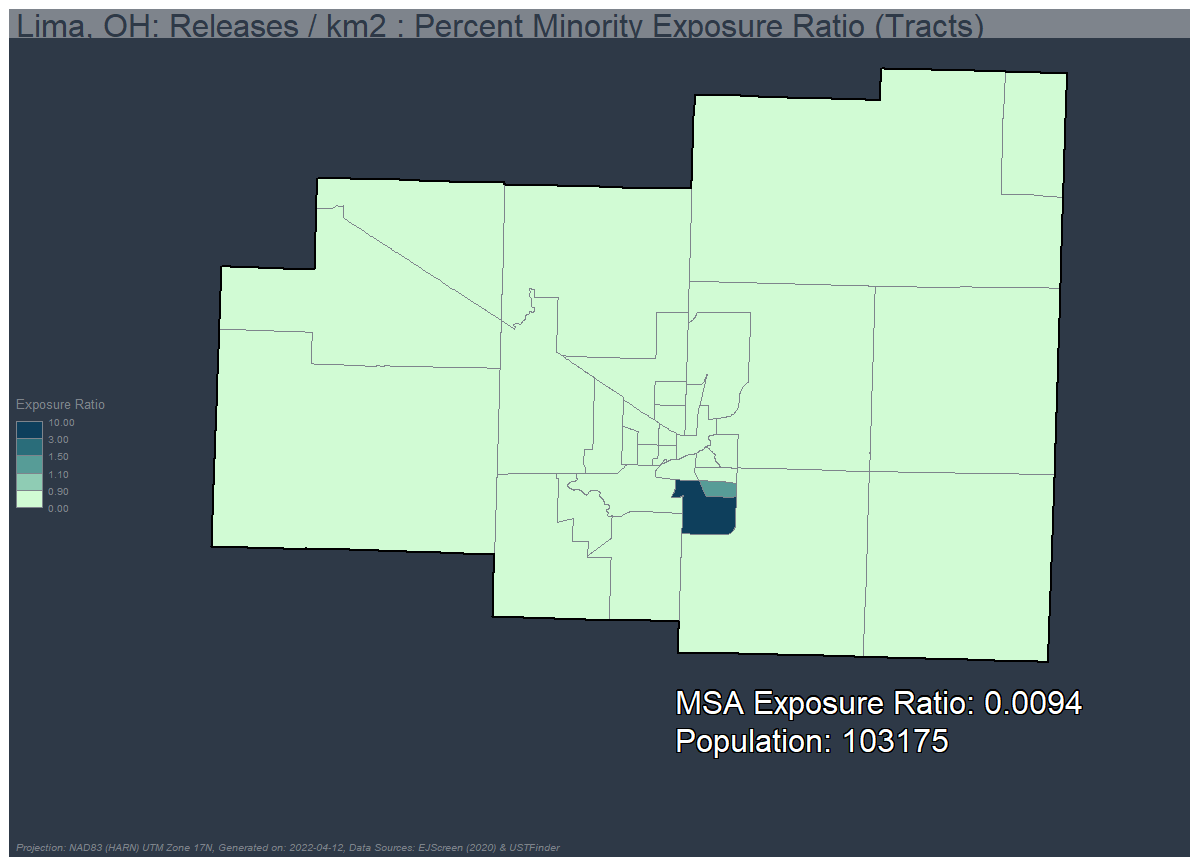 Lima, OH: Releases / km2 : Percent Minority Exposure Ratio (Tracts)
Exposure Ratio
10.00
3.00
1.50
1.10
0.90
0.00
MSA Exposure Ratio: 0.0094
Population: 103175
Projection: NAD83 (HARN) UTM Zone 17N, Generated on: 2022-04-12, Data Sources: EJScreen (2020) & USTFinder